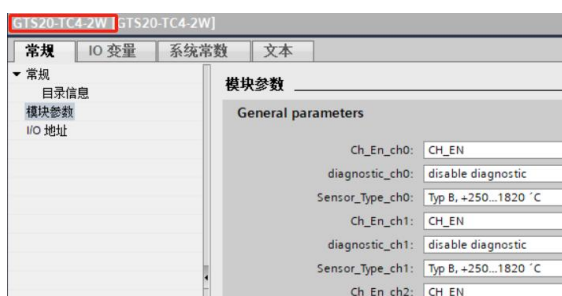 GTS20-TC4-2W [GTS20-TC4-2W]
常规 IO 变量 系统常数 文本
常规
目录信息
模块参数
I/O 地址
模块参数
General parameters
Ch_En_ch0: CH_EN
diagnostic_ch0: disable diagnostic
Sensor_Type_ch0: Typ B, +250...1820 ´C
Ch_En_ch1: CH_EN
diagnostic_ch1: disable diagnostic
Sensor_Type_ch1: Typ B, +250...1820 ´C
Ch_En_ch2: CH_EN